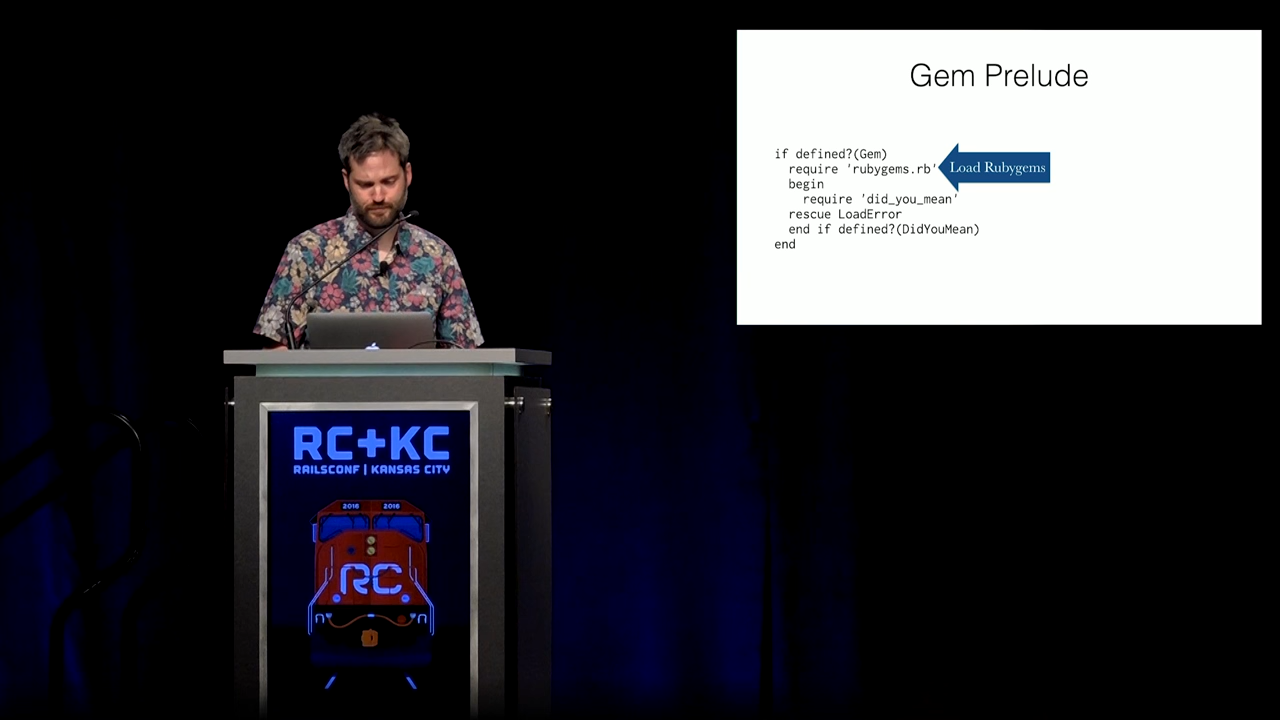 Gem Prelude
if defined?(Gem)
require 'rubygems.rb'
Load Rubygems
begin
require 'did_you_mean'
rescue LoadError
end if defined?(DidYouMean)
end
RC+KC
RAILSCONF | KANSAS CITY
2016 2016
RC